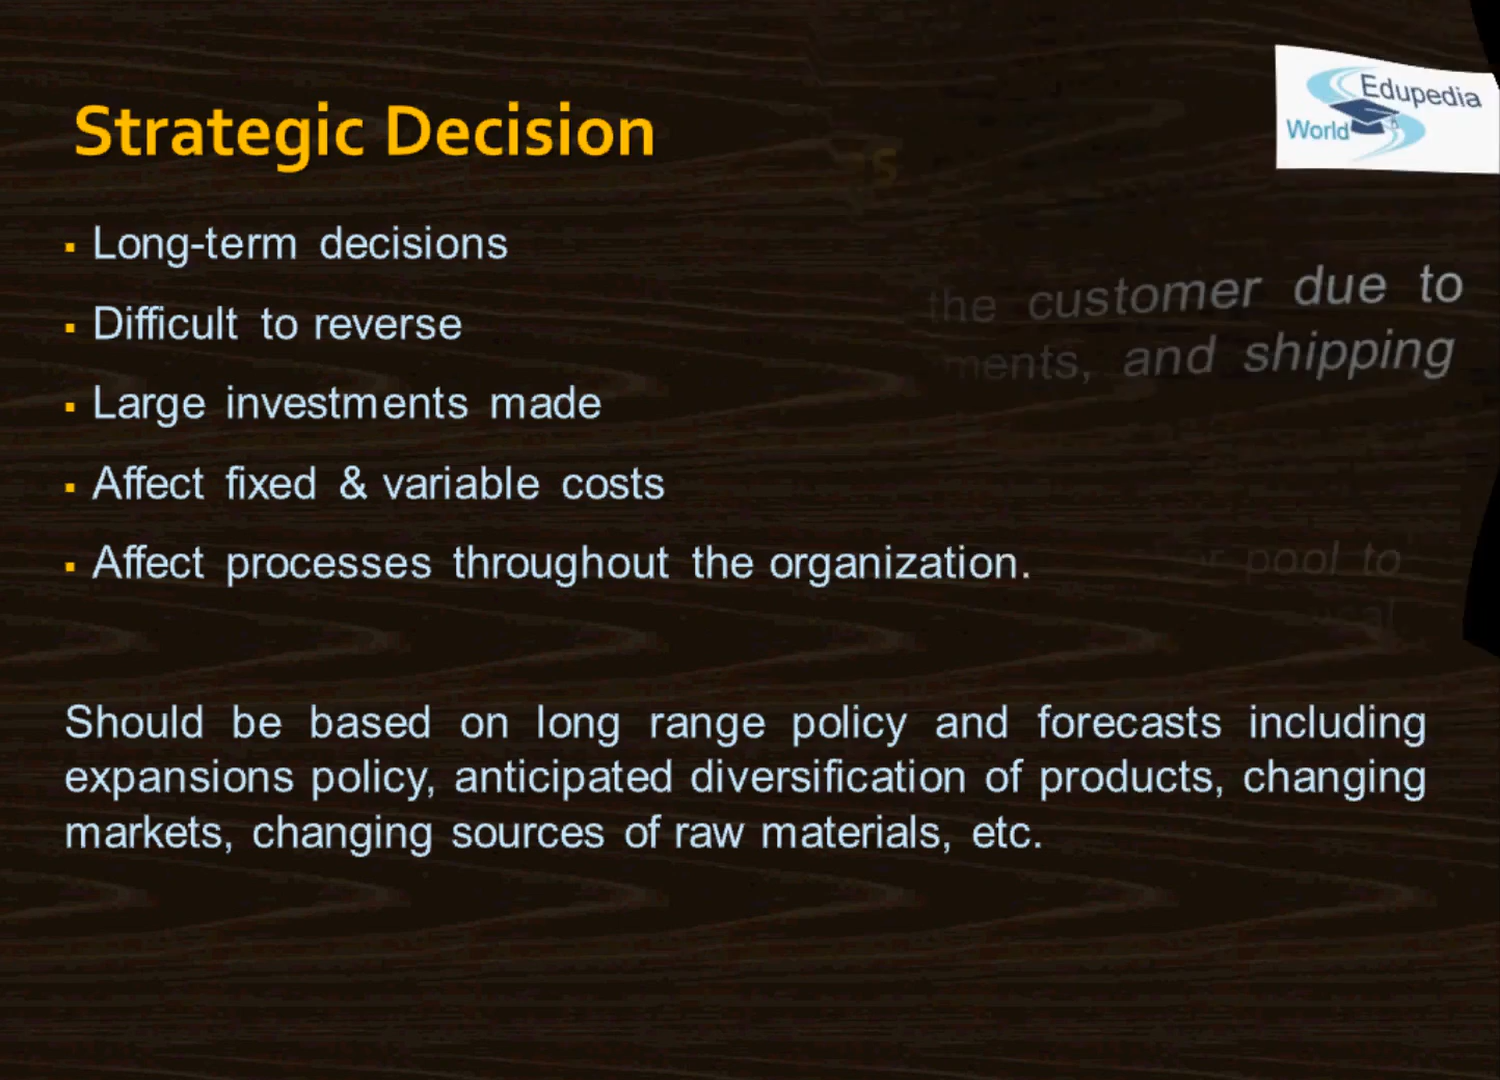 Edupedia
World
Strategic Decision
Long-term decisions
Difficult to reverse
Large investments made
Affect fixed & variable costs
Affect processes throughout the organization.
the customer due to
ments, and shipping
pool to
Should be based on long range policy and forecasts including
expansions policy, anticipated diversification of products, changing
markets, changing sources of raw materials, etc.